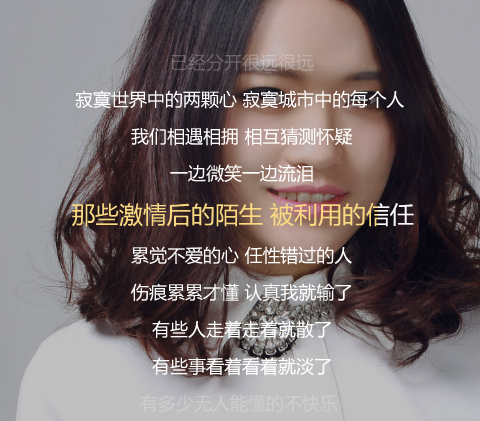 已经分开很远很远
寂寞世界中的两颗心 寂寞城市中的每个人
我们相遇相拥 相互猜测怀疑
一边微笑一边流泪
那些激情后的陌生 被利用的信任
累觉不爱的心 任性错过的人
伤痕累累才懂 认真我就输了
有些人走着走着就散了
有些事看着看着就淡了
有多少无人能懂的不快乐